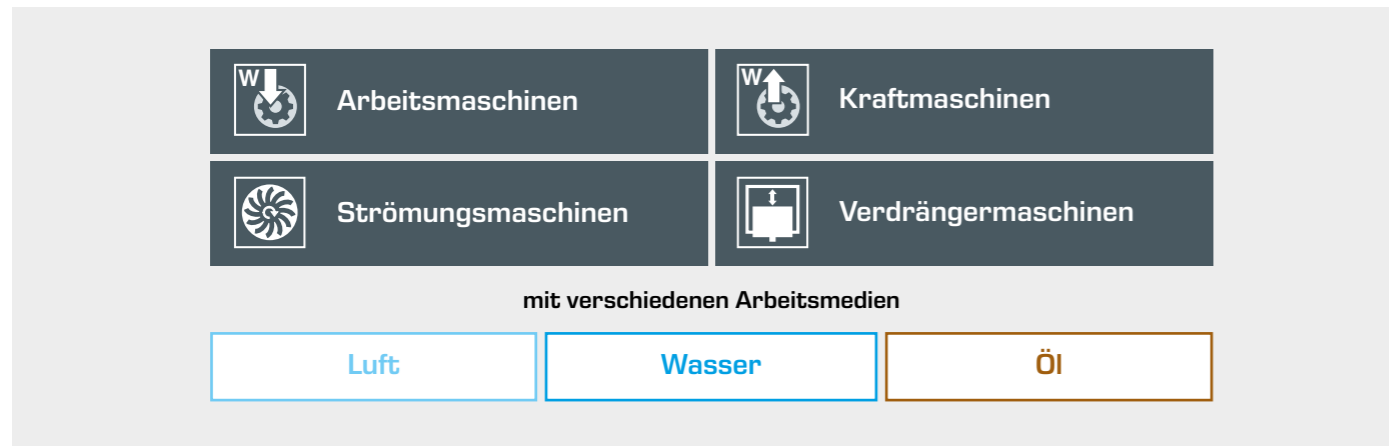 W Arbeitsmaschinen
W Kraftmaschinen
Strömungsmaschinen
Verdrängermaschinen
mit verschiedenen Arbeitsmedien
Luft
Wasser
Öl